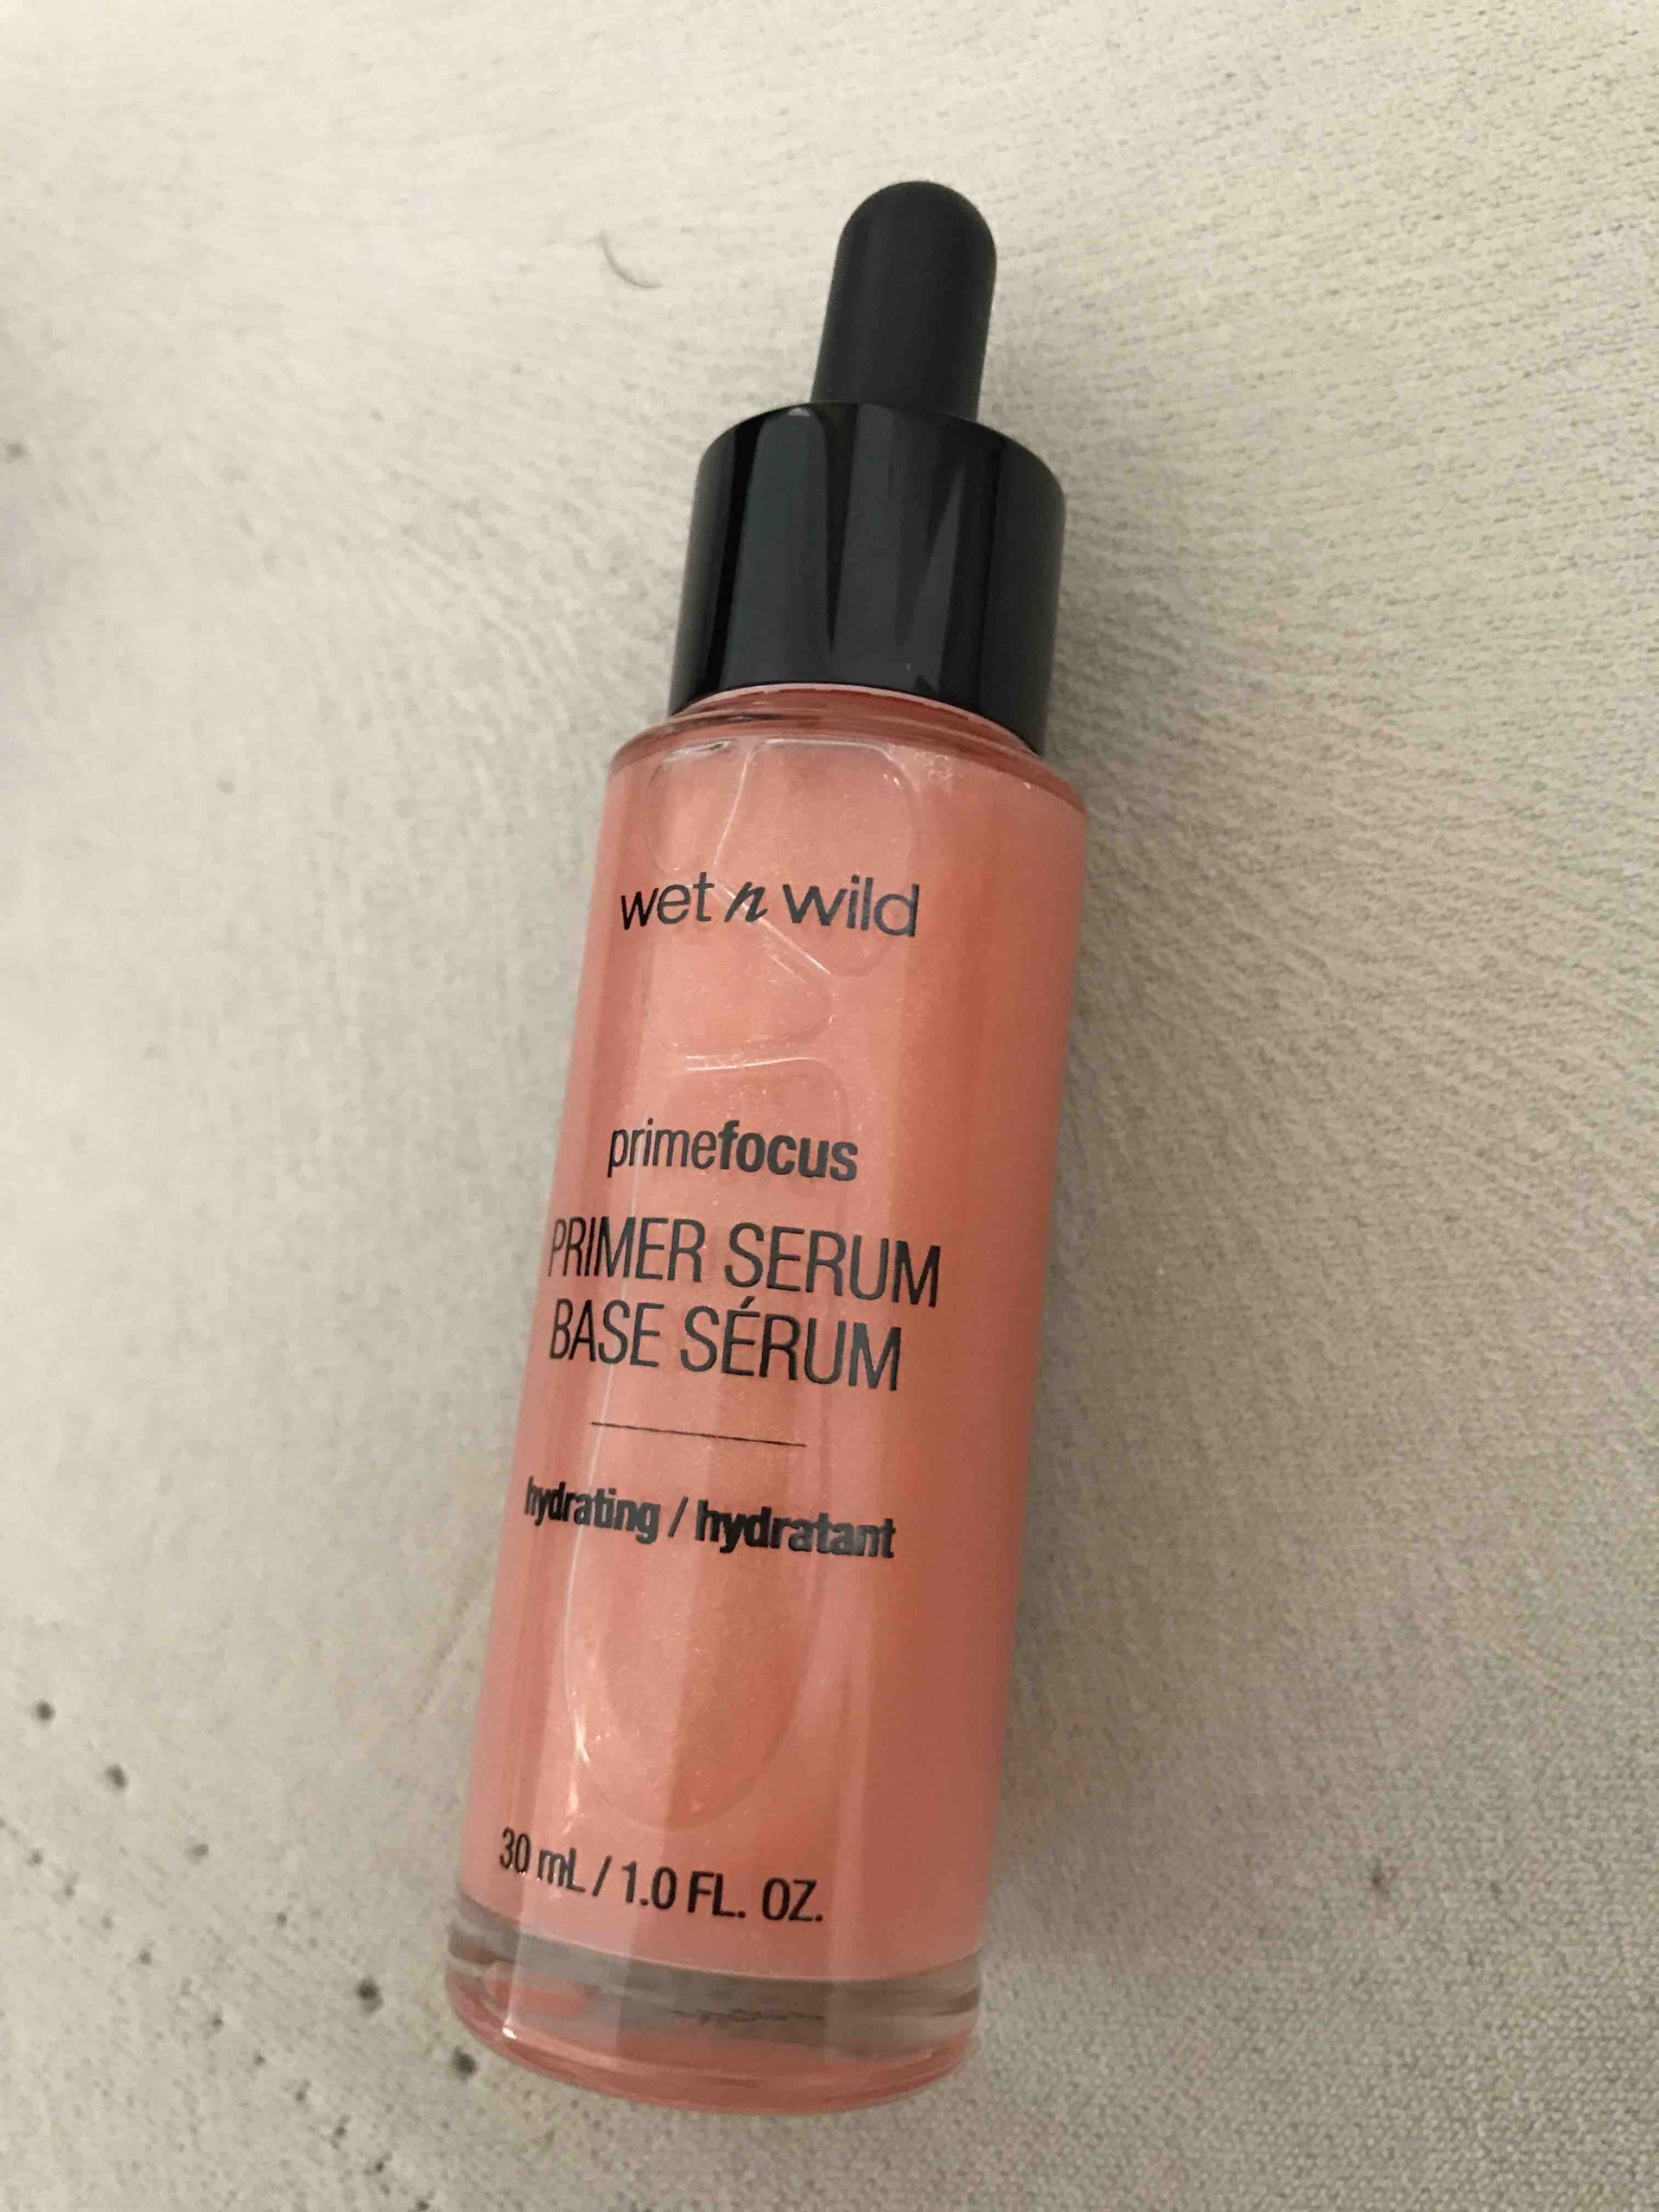 wet n wild
primefocus
PRIMER SERUM
BASE SÉRUM
hydrating / hydratant
30 mL / 1.0 FL. OZ.